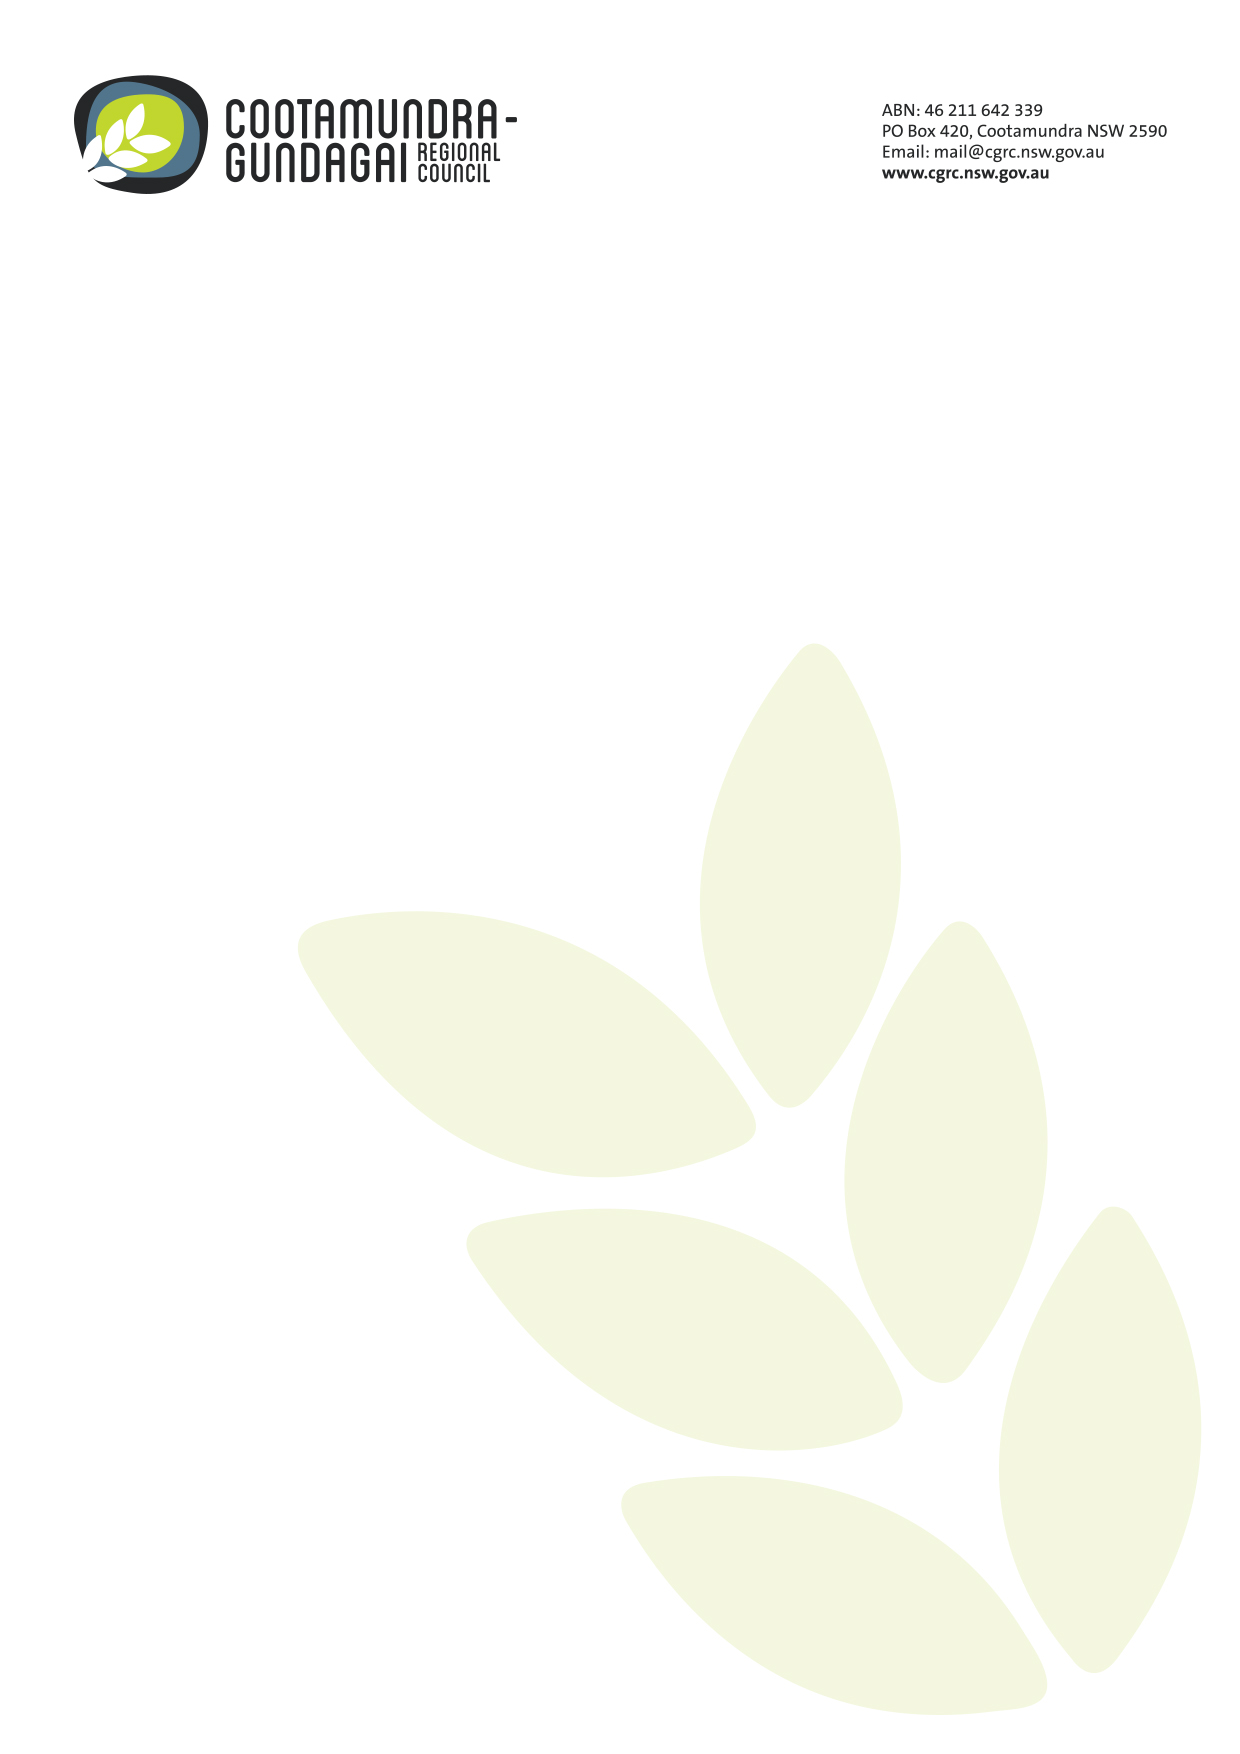 COOTAMUNDRA-
GUNDAGAI REGIONAL
COUNCIL
ABN: 46 211 642 339
PO Box 420, Cootamundra NSW 2590
Email: mail@cgrc.nsw.gov.au
www.cgrc.nsw.gov.au